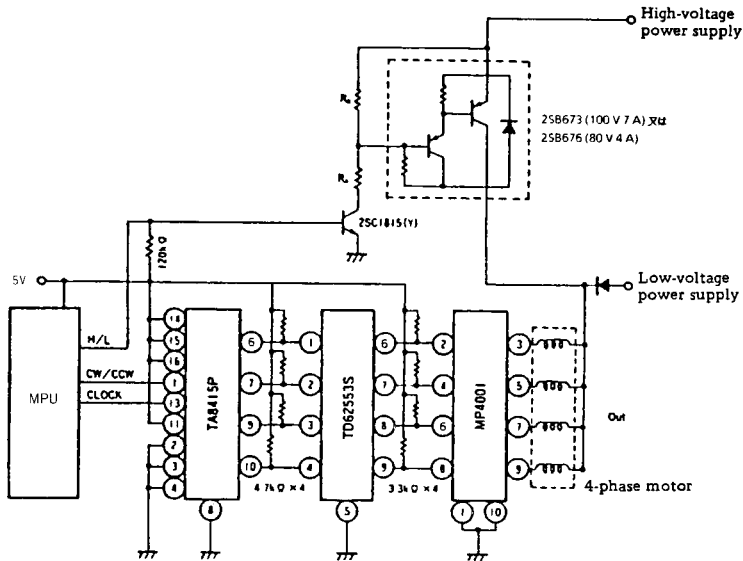 High-voltage
power supply
2SB673 (100 V 7 A) 又は
2SB676 (80 V 4 A)
2SC1815(Y)
120kΩ
5V
Low-voltage
power supply
MPU
H/L
CW/CCW
CLOCK
15
16
1
13
11
2
3
4
TA8415P
6
7
9
10
8
4.7kΩ ×4
1
2
3
4
TD62553S
6
7
8
9
5
3.3kΩ ×4
2
4
6
8
MP4001
3
5
7
9
1
10
Out
4-phase motor